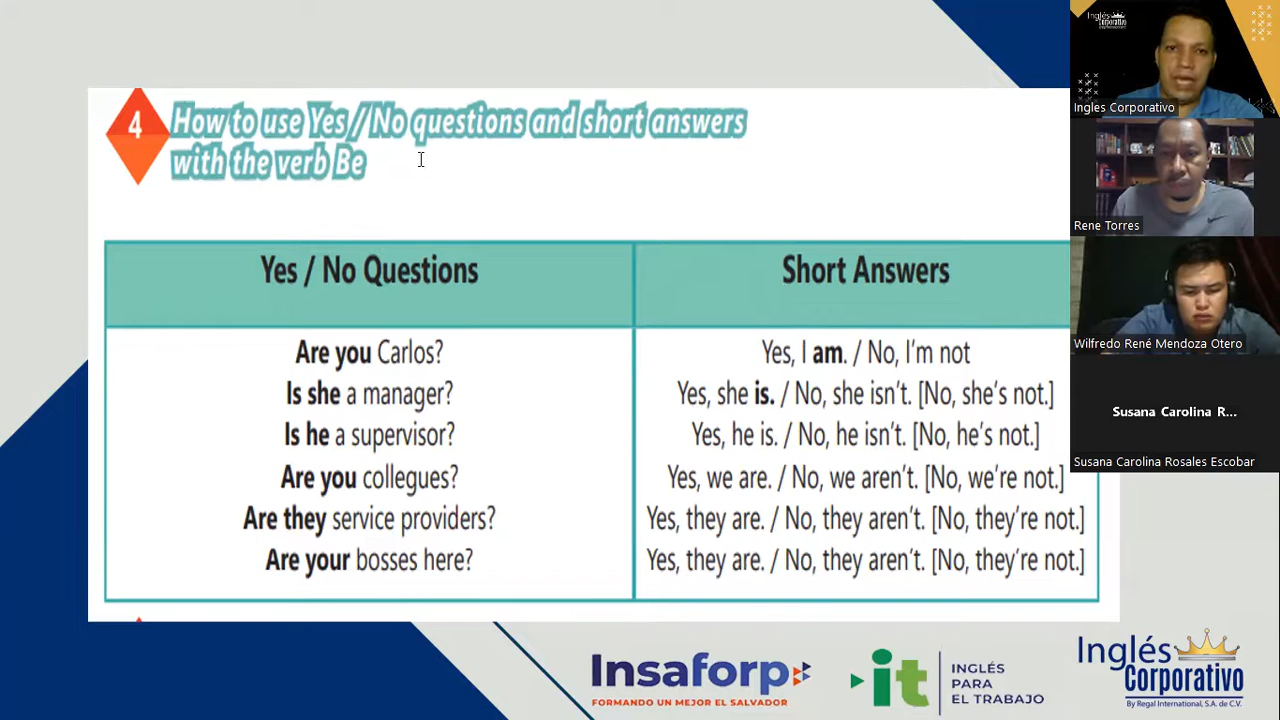 4
How to use Yes / No questions and short answers
with the verb Be
Yes / No Questions
Short Answers
Are you Carlos?
Yes, I am. / No, I'm not
Is she a manager?
Yes, she is. / No, she isn't. [No, she's not.]
Is he a supervisor?
Yes, he is. / No, he isn't. [No, he's not.]
Are you collegues?
Yes, we are. / No, we aren't. [No, we're not.]
Are they service providers?
Yes, they are. / No, they aren't. [No, they're not.]
Are your bosses here?
Yes, they are. / No, they aren't. [No, they're not.]
Insaforp
FORMANDO UN MEJOR EL SALVADOR
it
INGLÉS
PARA
EL TRABAJO
Inglés
Corporativo
By Regal International, S.A. de C.V.
Inglés
Corporativo
Ingles Corporativo
Rene Torres
Wilfredo René Mendoza Otero
Susana Carolina R...
Susana Carolina Rosales Escobar